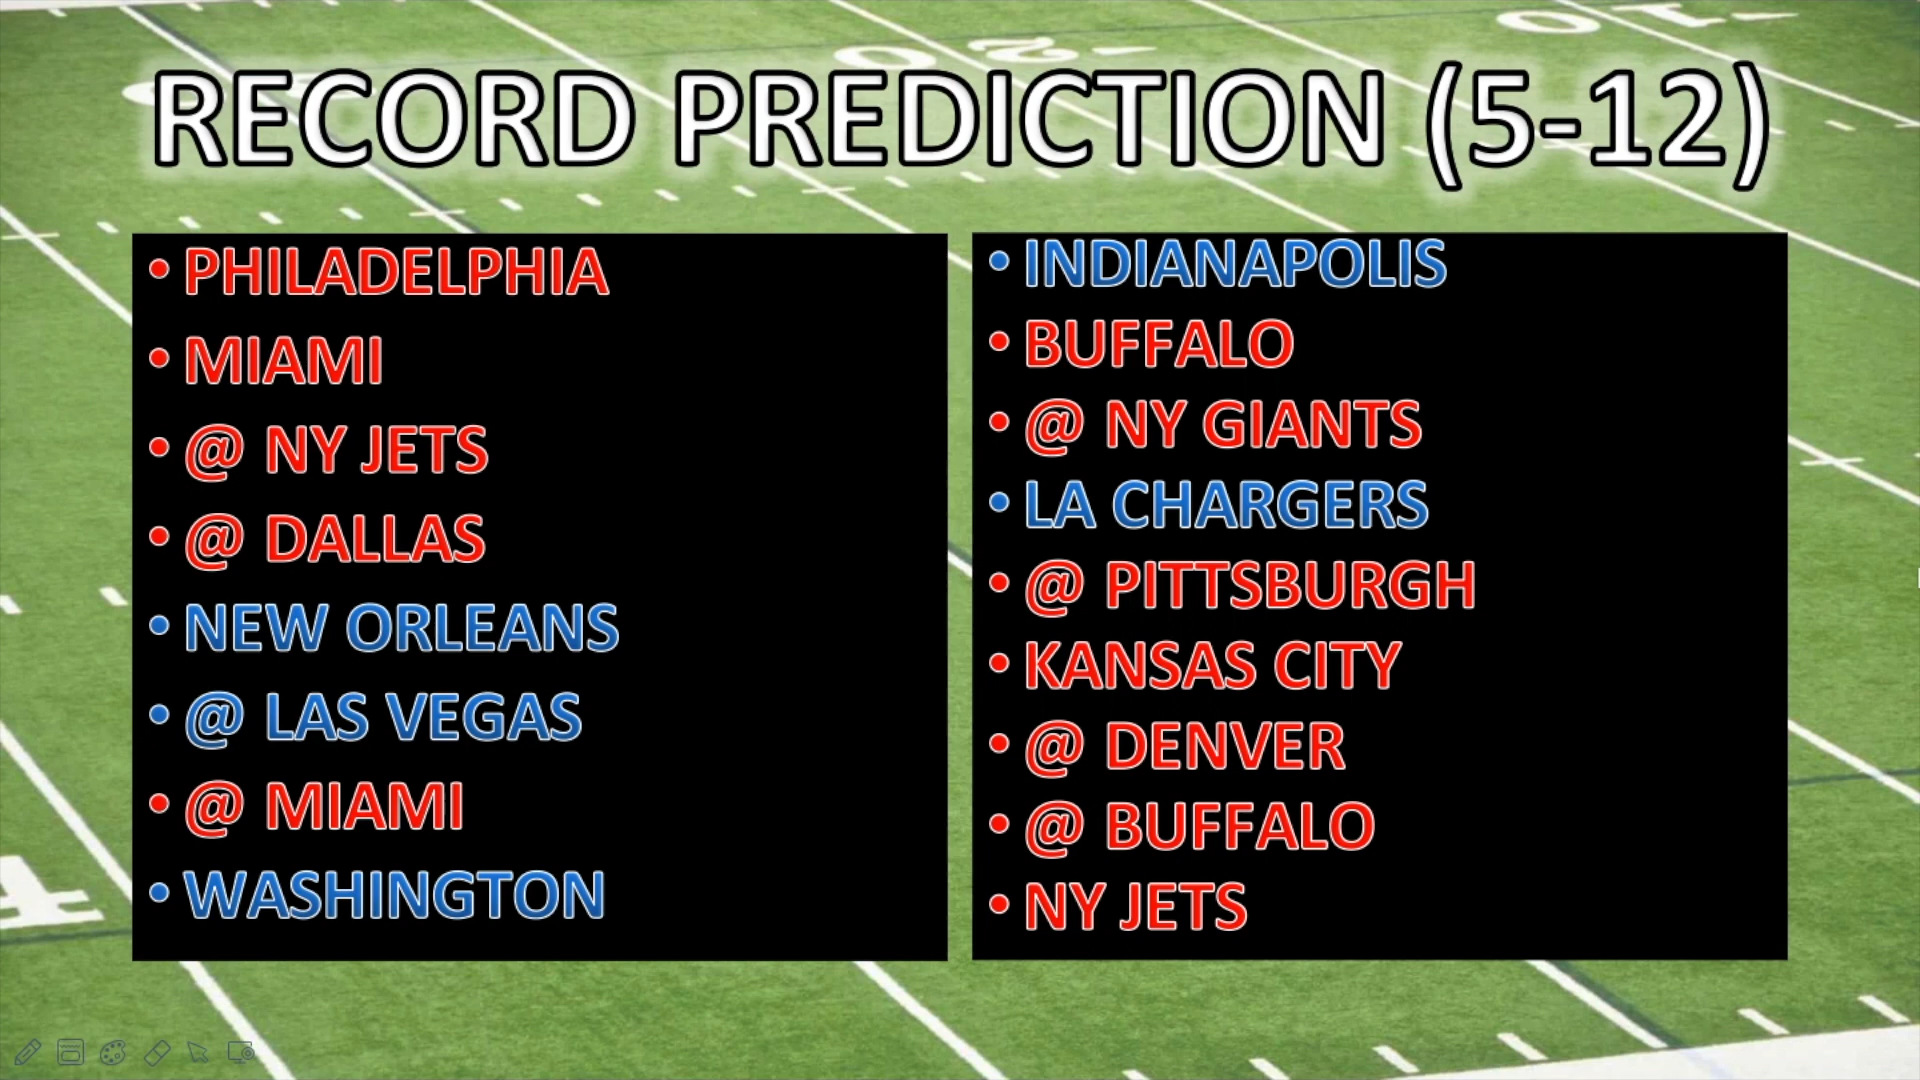 RECORD PREDICTION (5-12)
• PHILADELPHIA
• MIAMI
• @ NY JETS
• @ DALLAS
• NEW ORLEANS
• @ LAS VEGAS
• @ MIAMI
• WASHINGTON
• INDIANAPOLIS
• BUFFALO
• @ NY GIANTS
• LA CHARGERS
• @ PITTSBURGH
• KANSAS CITY
• @ DENVER
• @ BUFFALO
• NY JETS